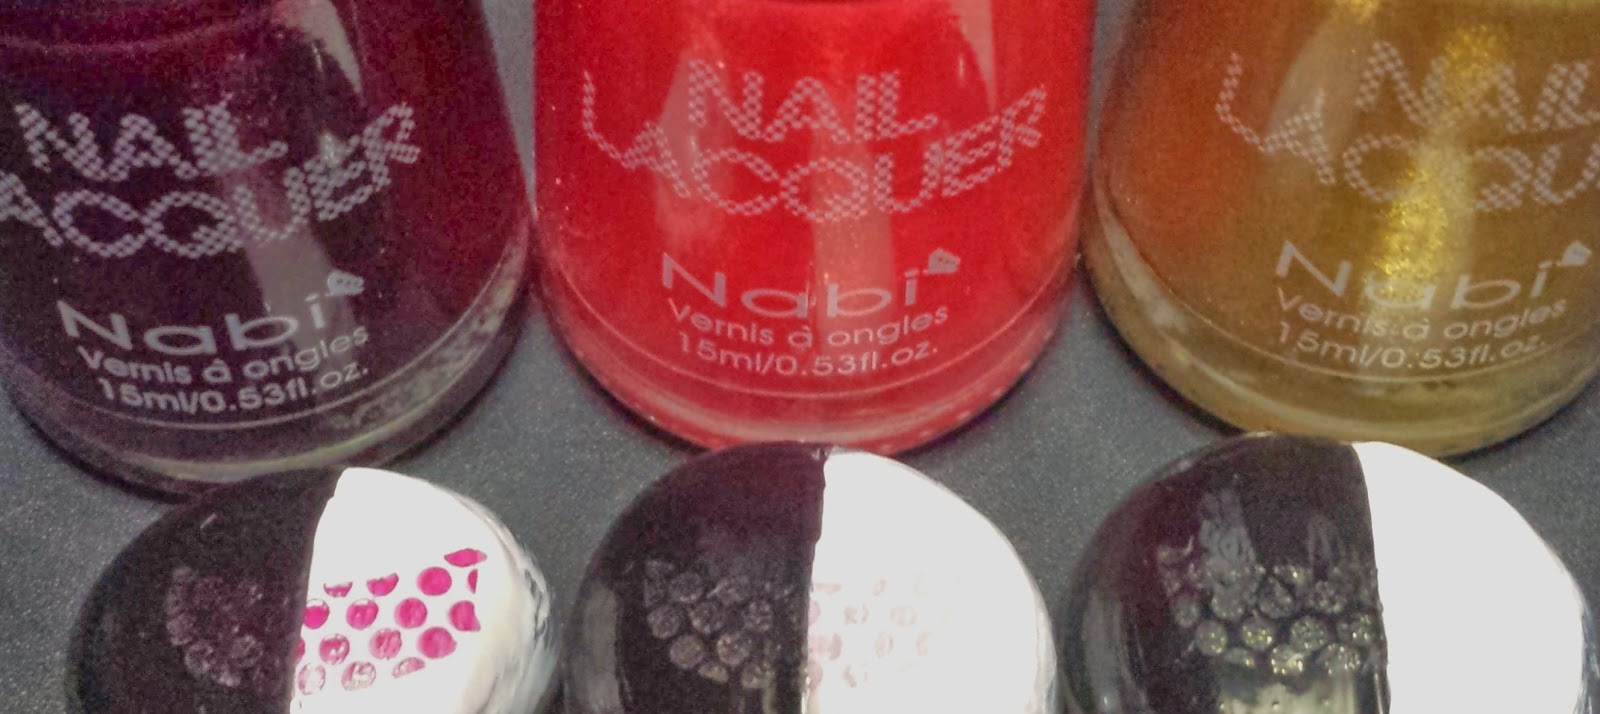 NAIL
LACQUER
Nabi
Vernis à ongles
15ml/0.53fl.oz.
NAIL
LACQUER
Nabi
Vernis à ongles
15ml/0.53fl.oz.
NAIL
LACQU
Nabi
Vernis à ongles
15ml/0.53fl.oz.